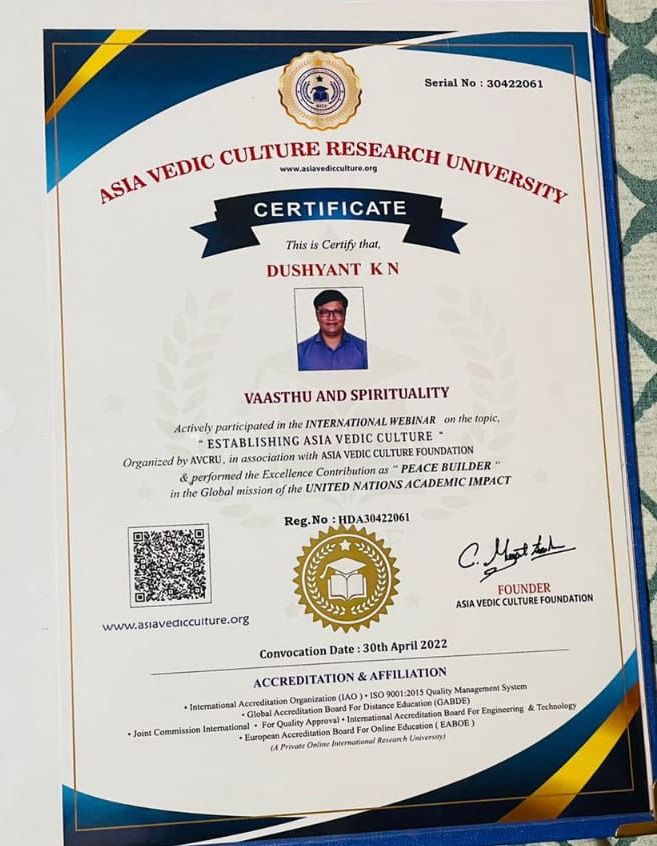 Serial No : 30422061
ASIA VEDIC CULTURE RESEARCH UNIVERSITY
www.asiavedicculture.org
CERTIFICATE
This is Certify that,
DUSHYANT K N
VAASTHU AND SPIRITUALITY
Actively participated in the INTERNATIONAL WEBINAR on the topic,
" ESTABLISHING ASIA VEDIC CULTURE "
Organized by AVCRU, in association with ASIA VEDIC CULTURE FOUNDATION
& performed the Excellence Contribution as " PEACE BUILDER "
in the Global mission of the UNITED NATIONS ACADEMIC IMPACT
Reg.No : HDA30422061
www.asiavedicculture.org
FOUNDER
ASIA VEDIC CULTURE FOUNDATION
Convocation Date : 30th April 2022
ACCREDITATION & AFFILIATION
• International Accreditation Organization (IAO ) • ISO 9001:2015 Quality Management System
• Global Accreditation Board For Distance Education (GABDE)
• Joint Commission International • For Quality Approval • International Accreditation Board For Engineering & Technology
• European Accreditation Board For Online Education ( EABOE )
(A Private Online International Research University)